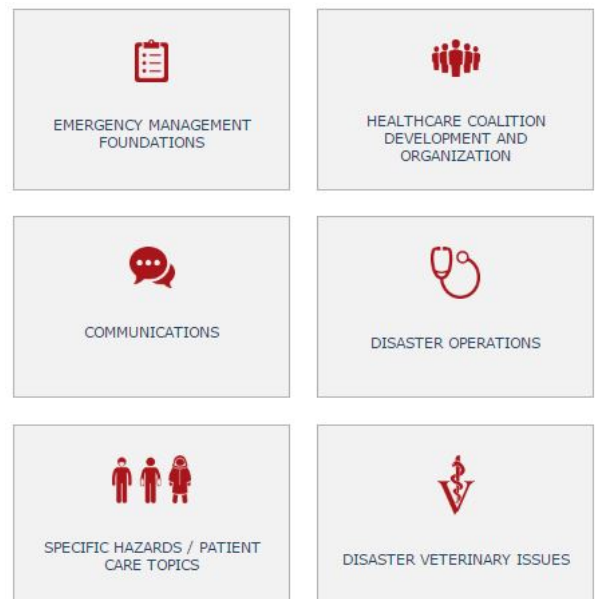 EMERGENCY MANAGEMENT
FOUNDATIONS
HEALTHCARE COALITION
DEVELOPMENT AND
ORGANIZATION
COMMUNICATIONS
DISASTER OPERATIONS
SPECIFIC HAZARDS / PATIENT
CARE TOPICS
DISASTER VETERINARY ISSUES